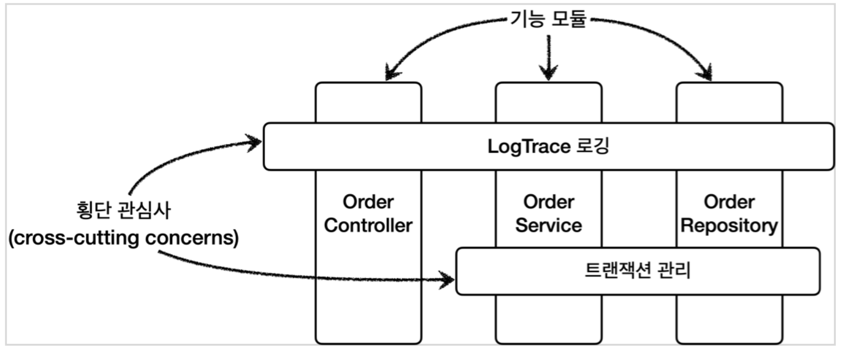 기능 모듈
LogTrace 로깅
횡단 관심사
(cross-cutting concerns)
Order
Controller
Order
Service
Order
Repository
트랜잭션 관리